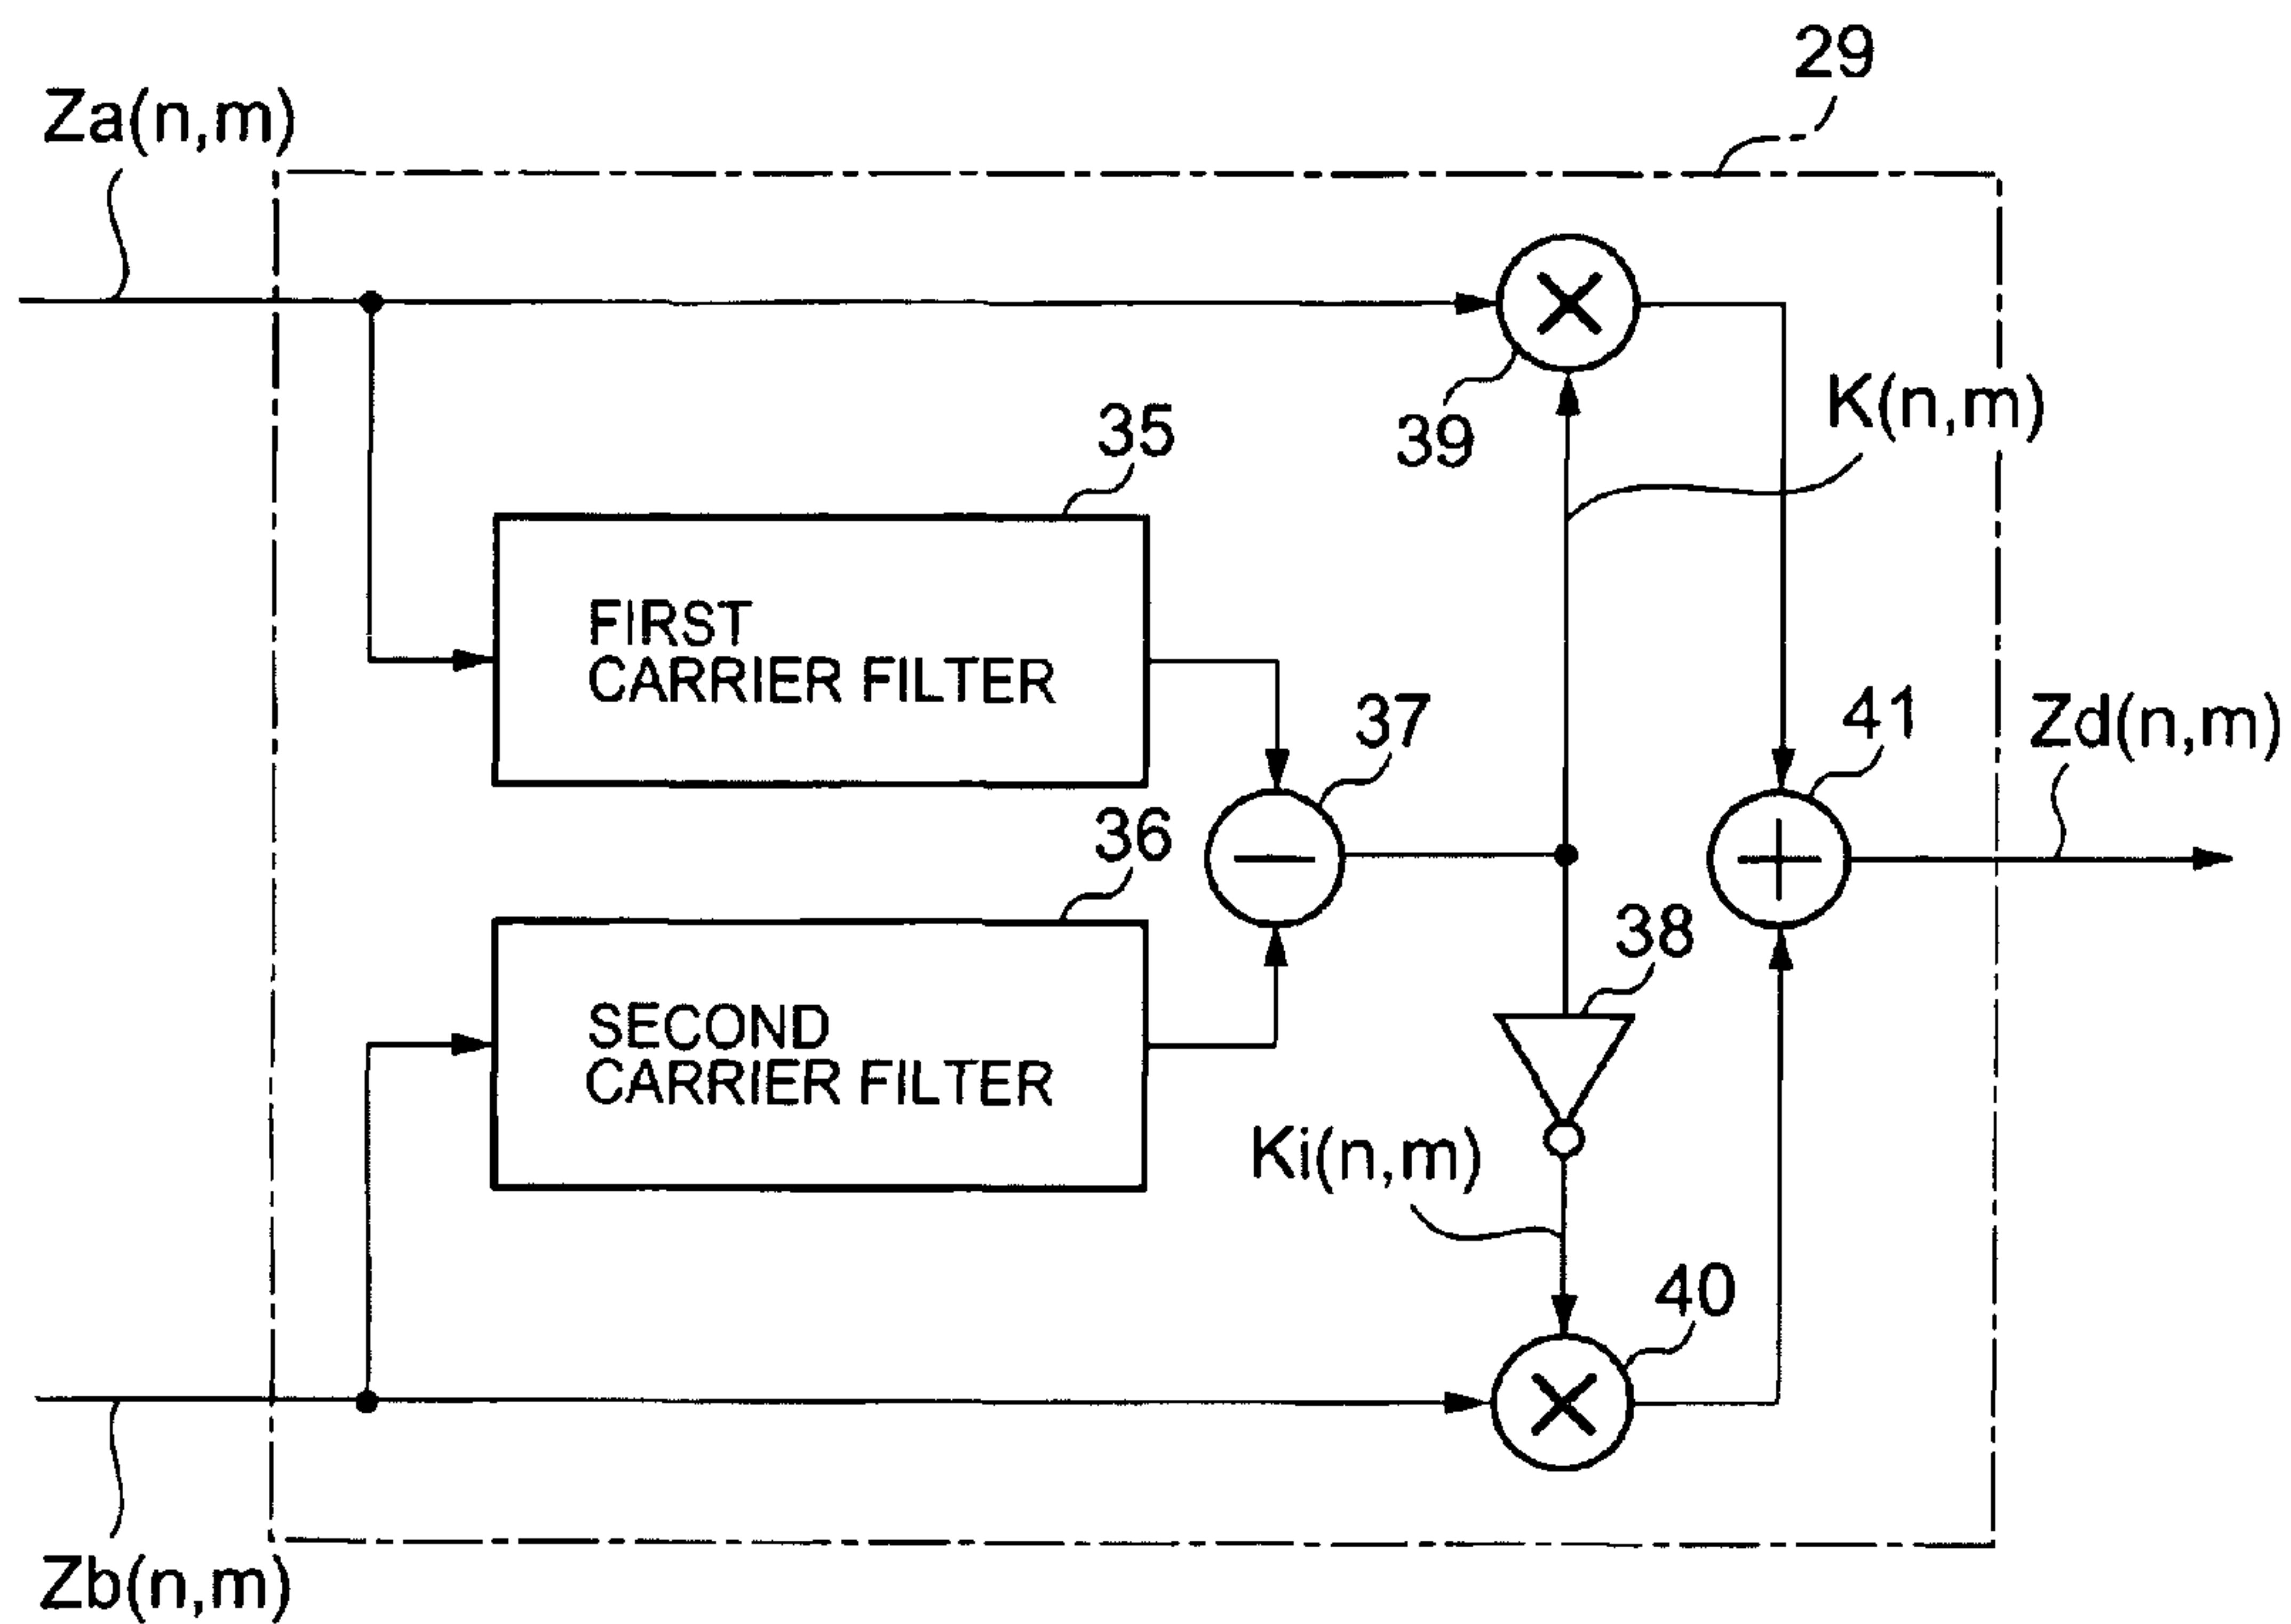 29
Za(n,m)
39
K(n,m)
35
FIRST
CARRIER FILTER
37
41
Zd(n,m)
36
38
SECOND
CARRIER FILTER
Ki(n,m)
40
Zb(n,m)